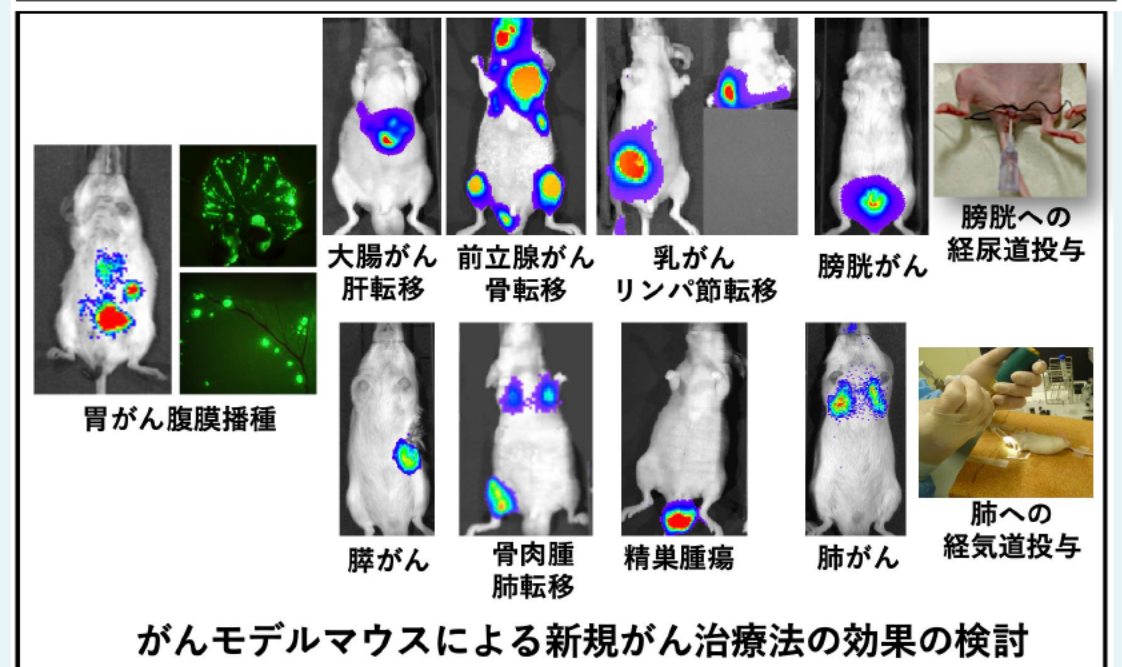 大腸がん
肝転移
前立腺がん
骨転移
乳がん
リンパ節転移
膀胱がん
膀胱への
経尿道投与
胃がん腹膜播種
膵がん
骨肉腫
肺転移
精巣腫瘍
肺がん
肺への
経気道投与
がんモデルマウスによる新規がん治療法の効果の検討